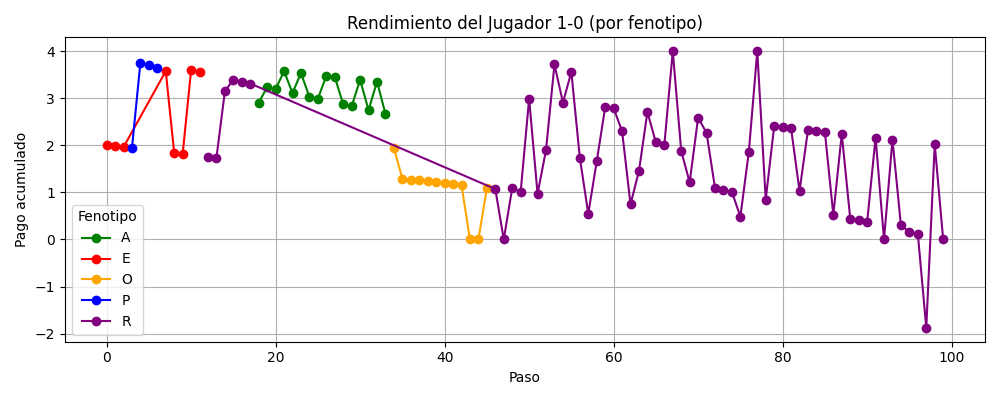 Rendimiento del Jugador 1-0 (por fenotipo)
Pago acumulado
4
3
2
1
0
−1
−2
Fenotipo
A
E
O
P
R
0
20
40
60
80
100
Paso